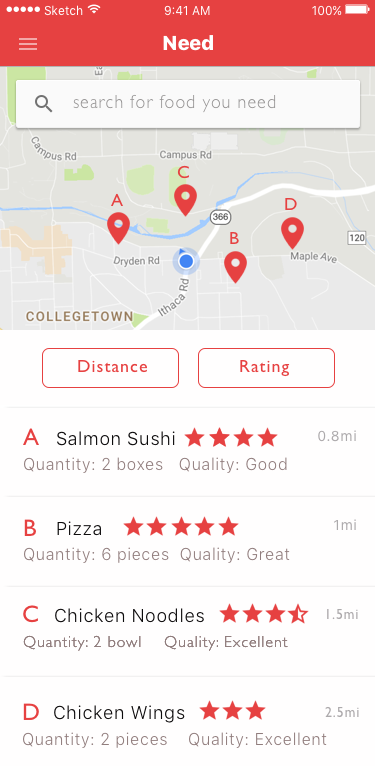 Sketch 9:41 AM 100%
Need
Ea
search for food you need
Campus Rd
Campus Rd
C
A
D
366
B
120
Dryden Rd
Maple Ave
Ithaca Rd
COLLEGETOWN
Distance Rating
A Salmon Sushi 0.8mi
Quantity: 2 boxes Quality: Good
B Pizza 1mi
Quantity: 6 pieces Quality: Great
C Chicken Noodles 1.5mi
Quantity: 2 bowl Quality: Excellent
D Chicken Wings 2.5mi
Quantity: 2 pieces Quality: Excellent